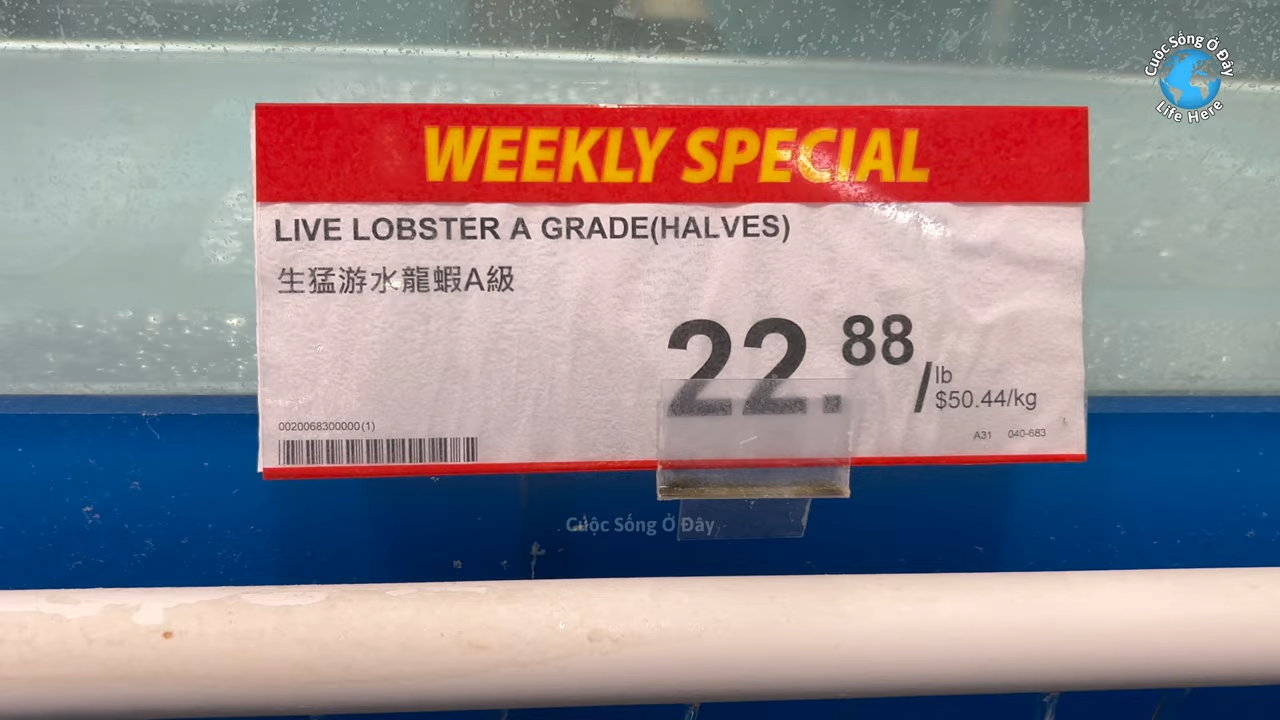 Cuộc Sống Ở Đây
Life Here
WEEKLY SPECIAL
LIVE LOBSTER A GRADE(HALVES)
生猛游水龍蝦A級
22.88/lb
$50.44/kg
0020068300000(1)
A31 040-683
Cuộc Sống Ở Đây